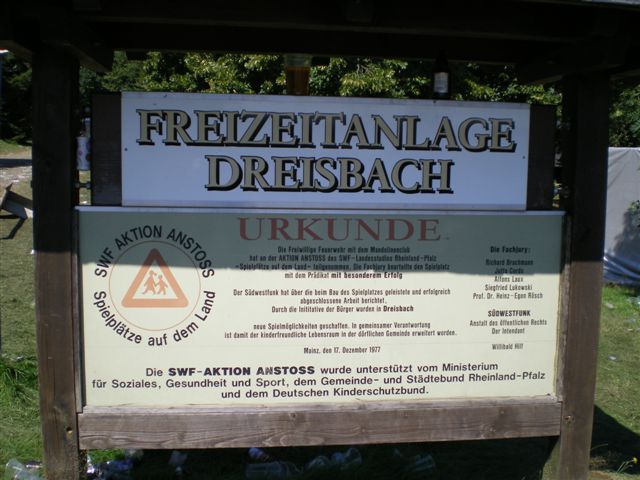 FREIZEITANLAGE
DREISBACH
SWF AKTION ANSTOSS
Spielplätze auf dem Land
URKUNDE
Die Freiwillige Feuerwehr mit dem Mandolinenclub
hat an der AKTION ANSTOSS des SWF-Landesstudios Rheinland-Pfalz
-Spielplätze auf dem Land- teilgenommen. Die Fachjury beurteilte den Spielplatz
mit dem Prädikat mit besonderem Erfolg
Der Südwestfunk hat über die beim Bau des Spielplatzes geleistete und erfolgreich
abgeschlossene Arbeit berichtet.
Durch die Inititative der Bürger wurden in Dreisbach
neue Spielmöglichkeiten geschaffen. In gemeinsamer Verantwortung
ist damit der kinderfreundliche Lebensraum in der dörflichen Gemeinde erweitert worden.
Mainz, den 17. Dezember 1977
Die Fachjury:
Richard Drachmann
Jutta Cordu
Alfons Laux
Siegfried Lukowski
Prof. Dr. Heinz-Egon Rösch
SÜDWESTFUNK
Anstalt des öffentlichen Rechts
Der Intendant
Willibald Hilf
Die SWF-AKTION ANSTOSS wurde unterstützt vom Ministerium
für Soziales, Gesundheit und Sport, dem Gemeinde- und Städtebund Rheinland-Pfalz
und dem Deutschen Kinderschutzbund.